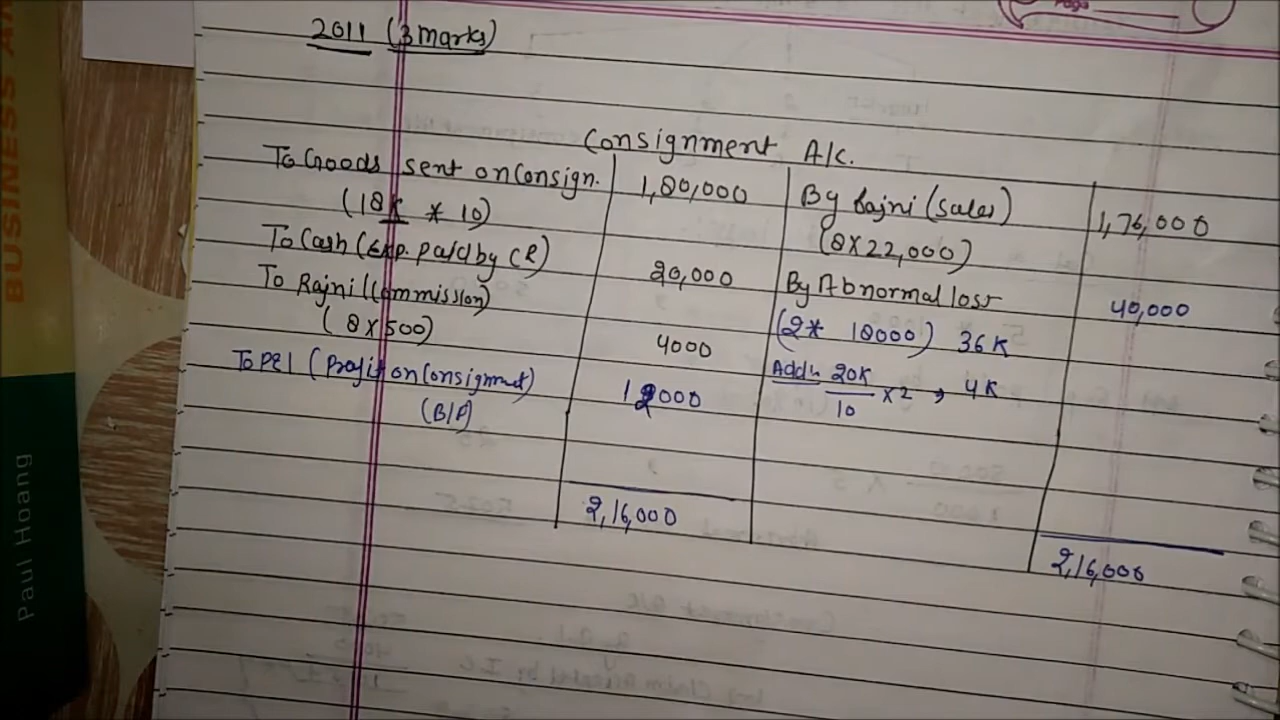 BUSINESS
Paul Hoang
Page
2011 (3 marks)
Consignment A/c.
To Goods sent on Consign. 1,80,000 By Rajni (Sales) 1,76,000
(18K * 10) (8 X 22,000)
To Cash (Exp. paid by CR) 20,000 By Abnormal loss 40,000
To Rajni (Commission) (2 * 18000) 36K
(8 X 500) 4000 Add:- 20K/10 X 2 → 4K
To P&L (Profit on Consignment) 12000
(B/F)
2,16,000 2,16,000